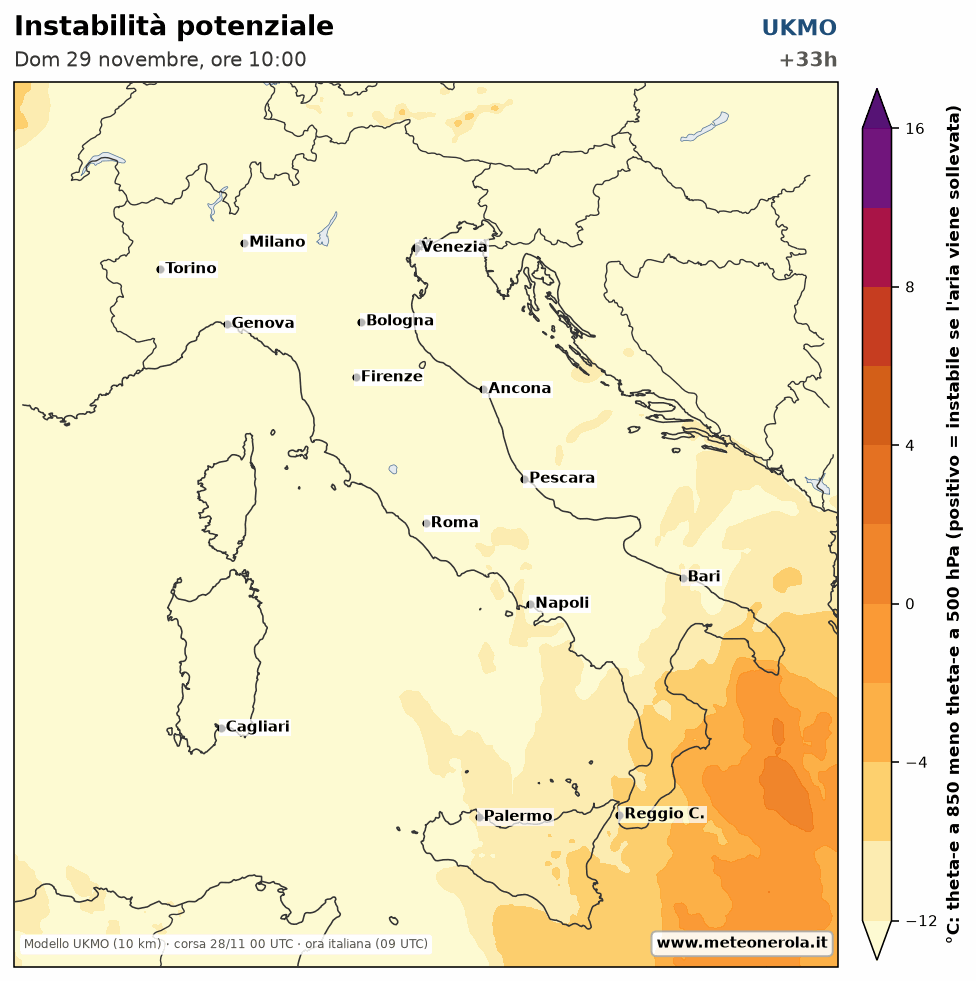 Instabilità potenziale
UKMO
Dom 29 novembre, ore 10:00
+33h
Milano
Venezia
Torino
Genova
Bologna
Firenze
Ancona
Pescara
Roma
Bari
Napoli
Cagliari
Palermo
Reggio C.
16
8
4
0
−4
−12
°C: theta-e a 850 meno theta-e a 500 hPa (positivo = instabile se l'aria viene sollevata)
Modello UKMO (10 km) · corsa 28/11 00 UTC · ora italiana (09 UTC)
www.meteonerola.it